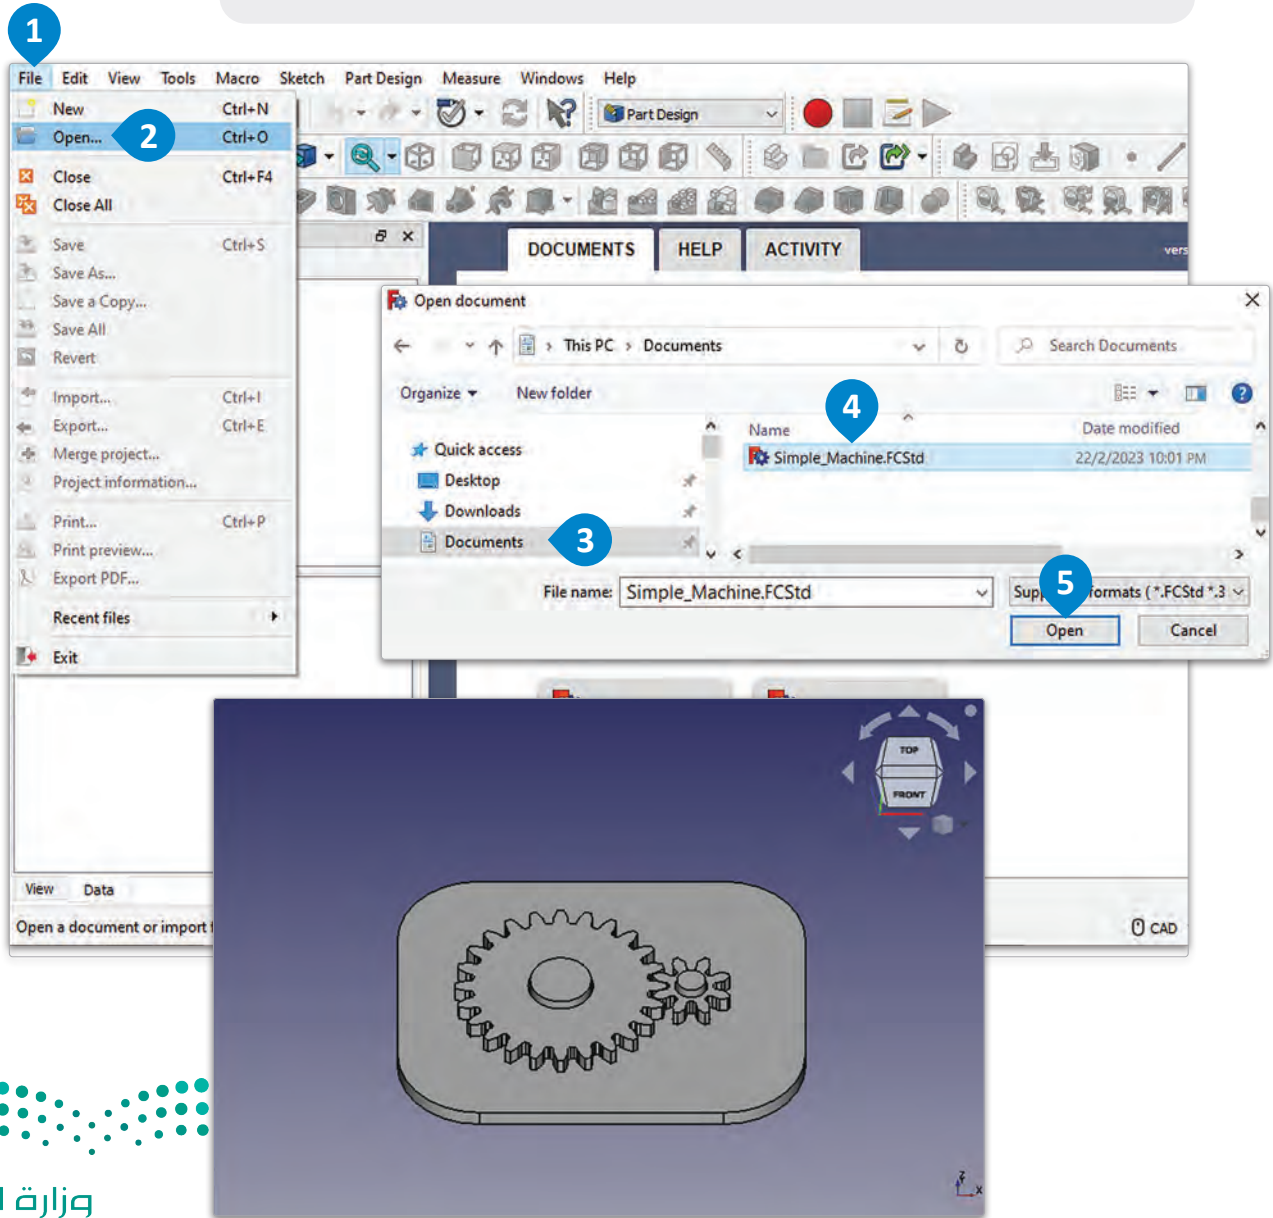 1
File Edit View Tools Macro Sketch Part Design Measure Windows Help
New Ctrl+N
Part Design
Open... 2 Ctrl+O
Close Ctrl+F4
Close All
Save Ctrl+S
Save As...
Save a Copy...
Save All
Revert
Import... Ctrl+I
Export... Ctrl+E
Merge project...
Project information...
Print... Ctrl+P
Print preview...
Export PDF...
Recent files
Exit
DOCUMENTS HELP ACTIVITY
vers
Open document
This PC > Documents
Search Documents
Organize New folder
4
Name Date modified
Quick access
Simple_Machine.FCStd 22/2/2023 10:01 PM
Desktop
Downloads
Documents 3
File name: Simple_Machine.FCStd
Supp 5 formats ( *.FCStd *.3
Open Cancel
TOP
FRONT
View Data
Open a document or import f
CAD
Z
X
وزارة ا